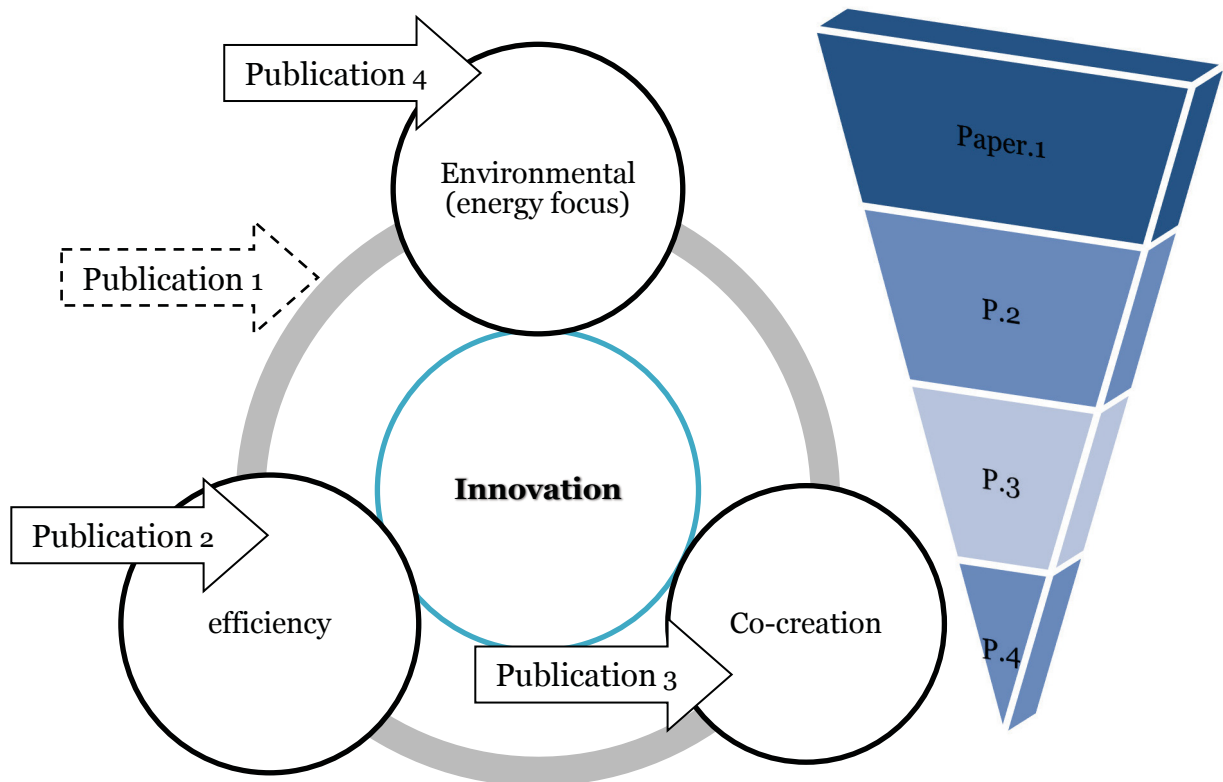 Publication 4
Environmental
(energy focus)
Publication 1
Innovation
Publication 2
efficiency
Co-creation
Publication 3
Paper.1
P.2
P.3
P.4